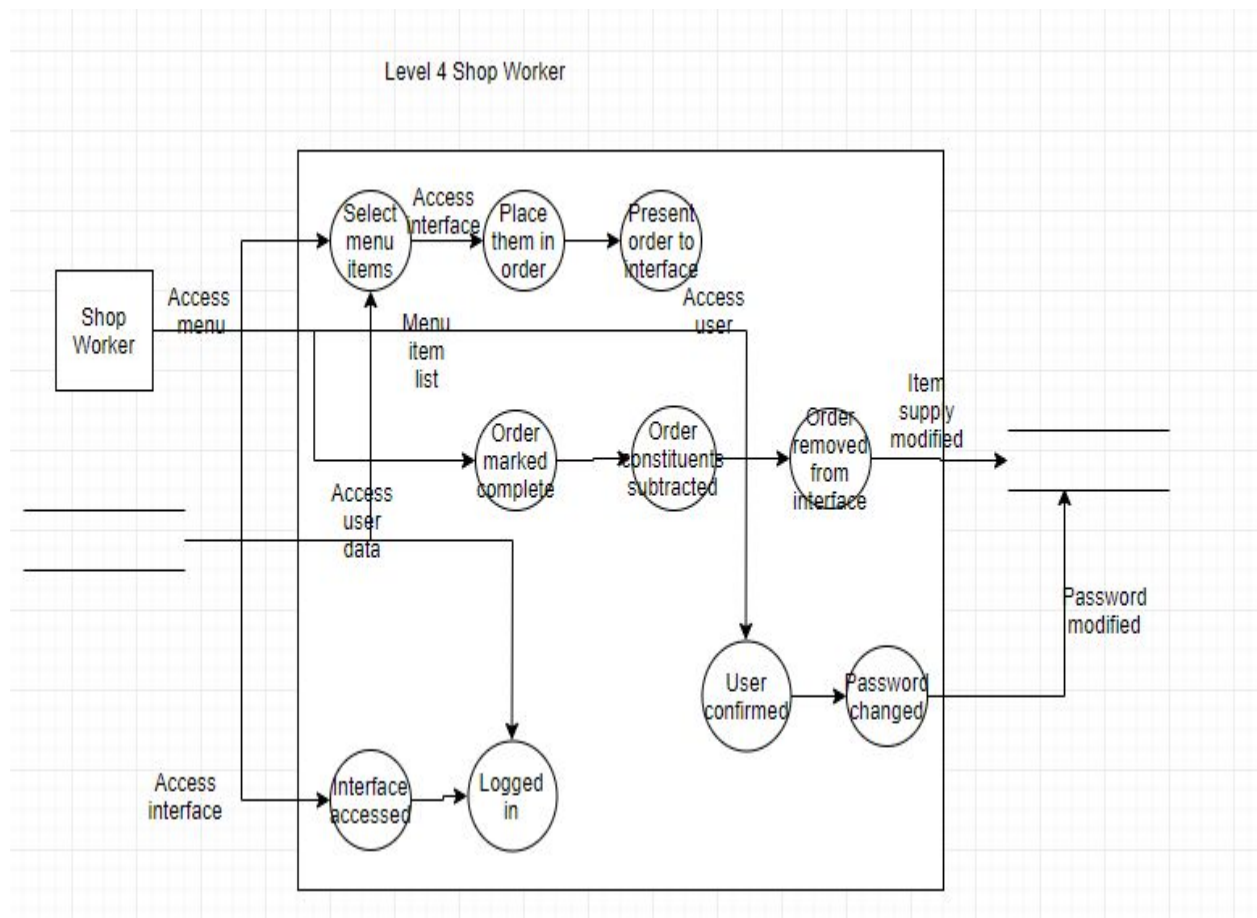 Level 4 Shop Worker
Select
menu
items
Access
interface
Place
them in
order
Present
order to
interface
Shop
Worker
Access
menu
Menu
item
list
Access
user
Item
supply
modified
Order
marked
complete
Order
constituents
subtracted
Order
removed
from
interface
Access
user
data
Password
modified
User
confirmed
Password
changed
Access
interface
Interface
accessed
Logged
in